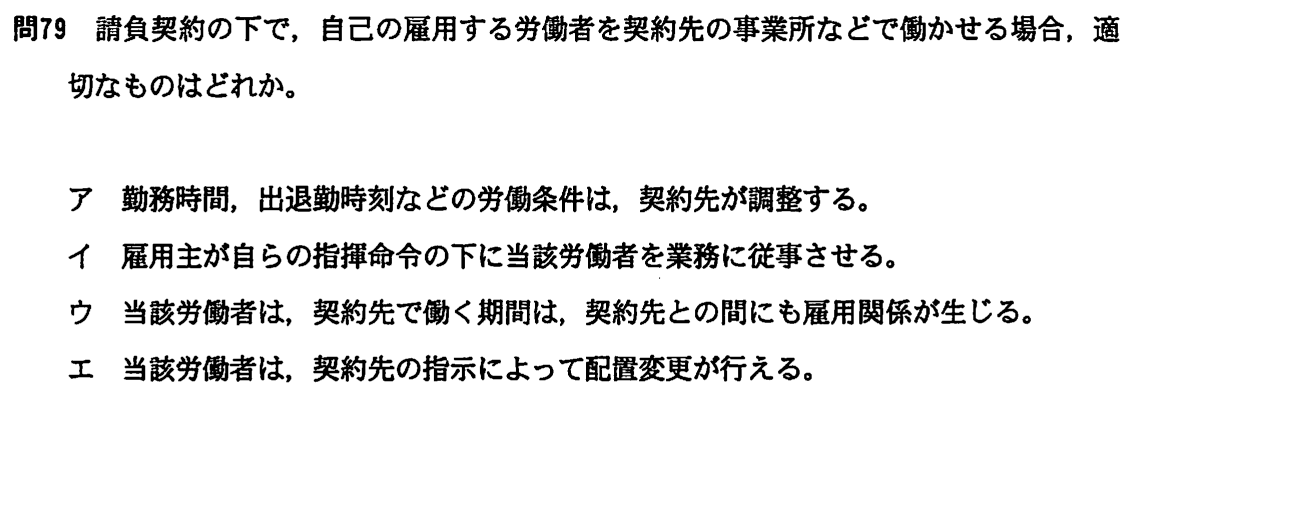 問79 請負契約の下で，自己の雇用する労働者を契約先の事業所などで働かせる場合，適
切なものはどれか。
ア 勤務時間，出退勤時刻などの労働条件は，契約先が調整する。
イ 雇用主が自らの指揮命令の下に当該労働者を業務に従事させる。
ウ 当該労働者は，契約先で働く期間は，契約先との間にも雇用関係が生じる。
エ 当該労働者は，契約先の指示によって配置変更が行える。